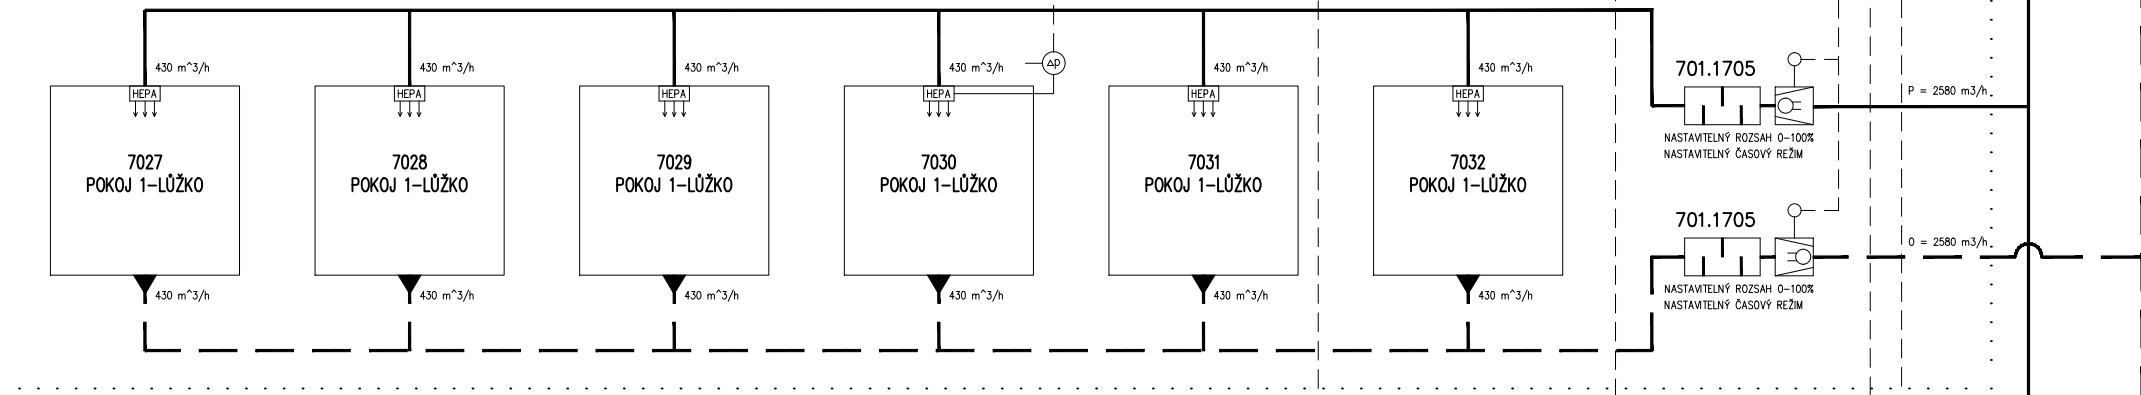 430 m^3/h
430 m^3/h
430 m^3/h
430 m^3/h
430 m^3/h
430 m^3/h
Δp
HEPA
HEPA
HEPA
HEPA
HEPA
HEPA
701.1705
P = 2580 m3/h
NASTAVITELNÝ ROZSAH 0-100%
NASTAVITELNÝ ČASOVÝ REŽIM
7027
POKOJ 1-LŮŽKO
7028
POKOJ 1-LŮŽKO
7029
POKOJ 1-LŮŽKO
7030
POKOJ 1-LŮŽKO
7031
POKOJ 1-LŮŽKO
7032
POKOJ 1-LŮŽKO
701.1705
O = 2580 m3/h
NASTAVITELNÝ ROZSAH 0-100%
NASTAVITELNÝ ČASOVÝ REŽIM
430 m^3/h
430 m^3/h
430 m^3/h
430 m^3/h
430 m^3/h
430 m^3/h